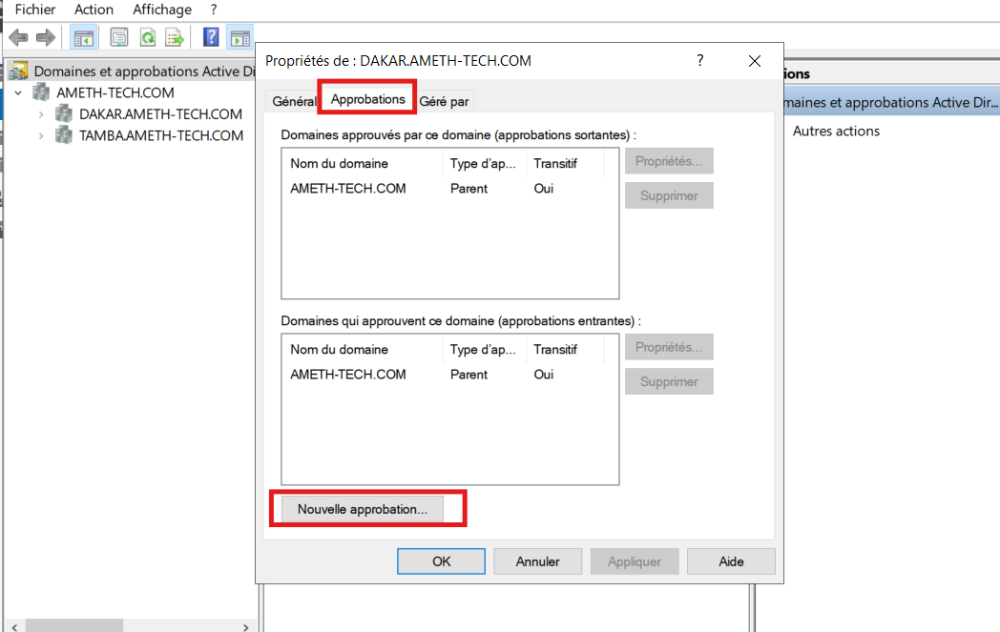 Fichier Action Affichage ?
Domaines et approbations Active Di
AMETH-TECH.COM
DAKAR.AMETH-TECH.COM
TAMBA.AMETH-TECH.COM
Propriétés de : DAKAR.AMETH-TECH.COM ?
Général Approbations Géré par
Domaines approuvés par ce domaine (approbations sortantes) :
Nom du domaine Type d'ap... Transitif
AMETH-TECH.COM Parent Oui
Propriétés...
Supprimer
Domaines qui approuvent ce domaine (approbations entrantes) :
Nom du domaine Type d'ap... Transitif
AMETH-TECH.COM Parent Oui
Propriétés...
Supprimer
Nouvelle approbation...
OK Annuler Appliquer Aide
ions
maines et approbations Active Dir...
Autres actions